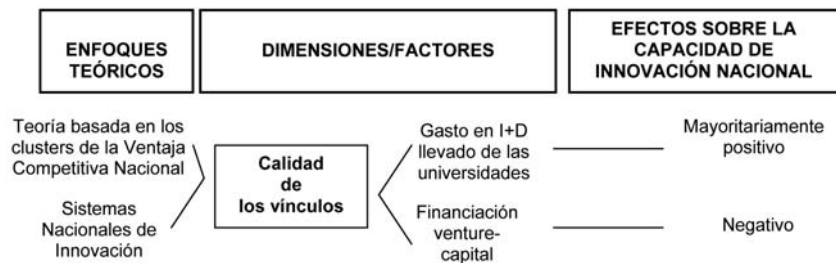 ENFOQUES
TEÓRICOS
DIMENSIONES/FACTORES
EFECTOS SOBRE LA
CAPACIDAD DE
INNOVACIÓN NACIONAL
Teoría basada en los
clusters de la Ventaja
Competitiva Nacional
Sistemas
Nacionales de
Innovación
Calidad
de
los vínculos
Gasto en I+D
llevado de las
universidades
Financiación
venture-
capital
Mayoritariamente
positivo
Negativo